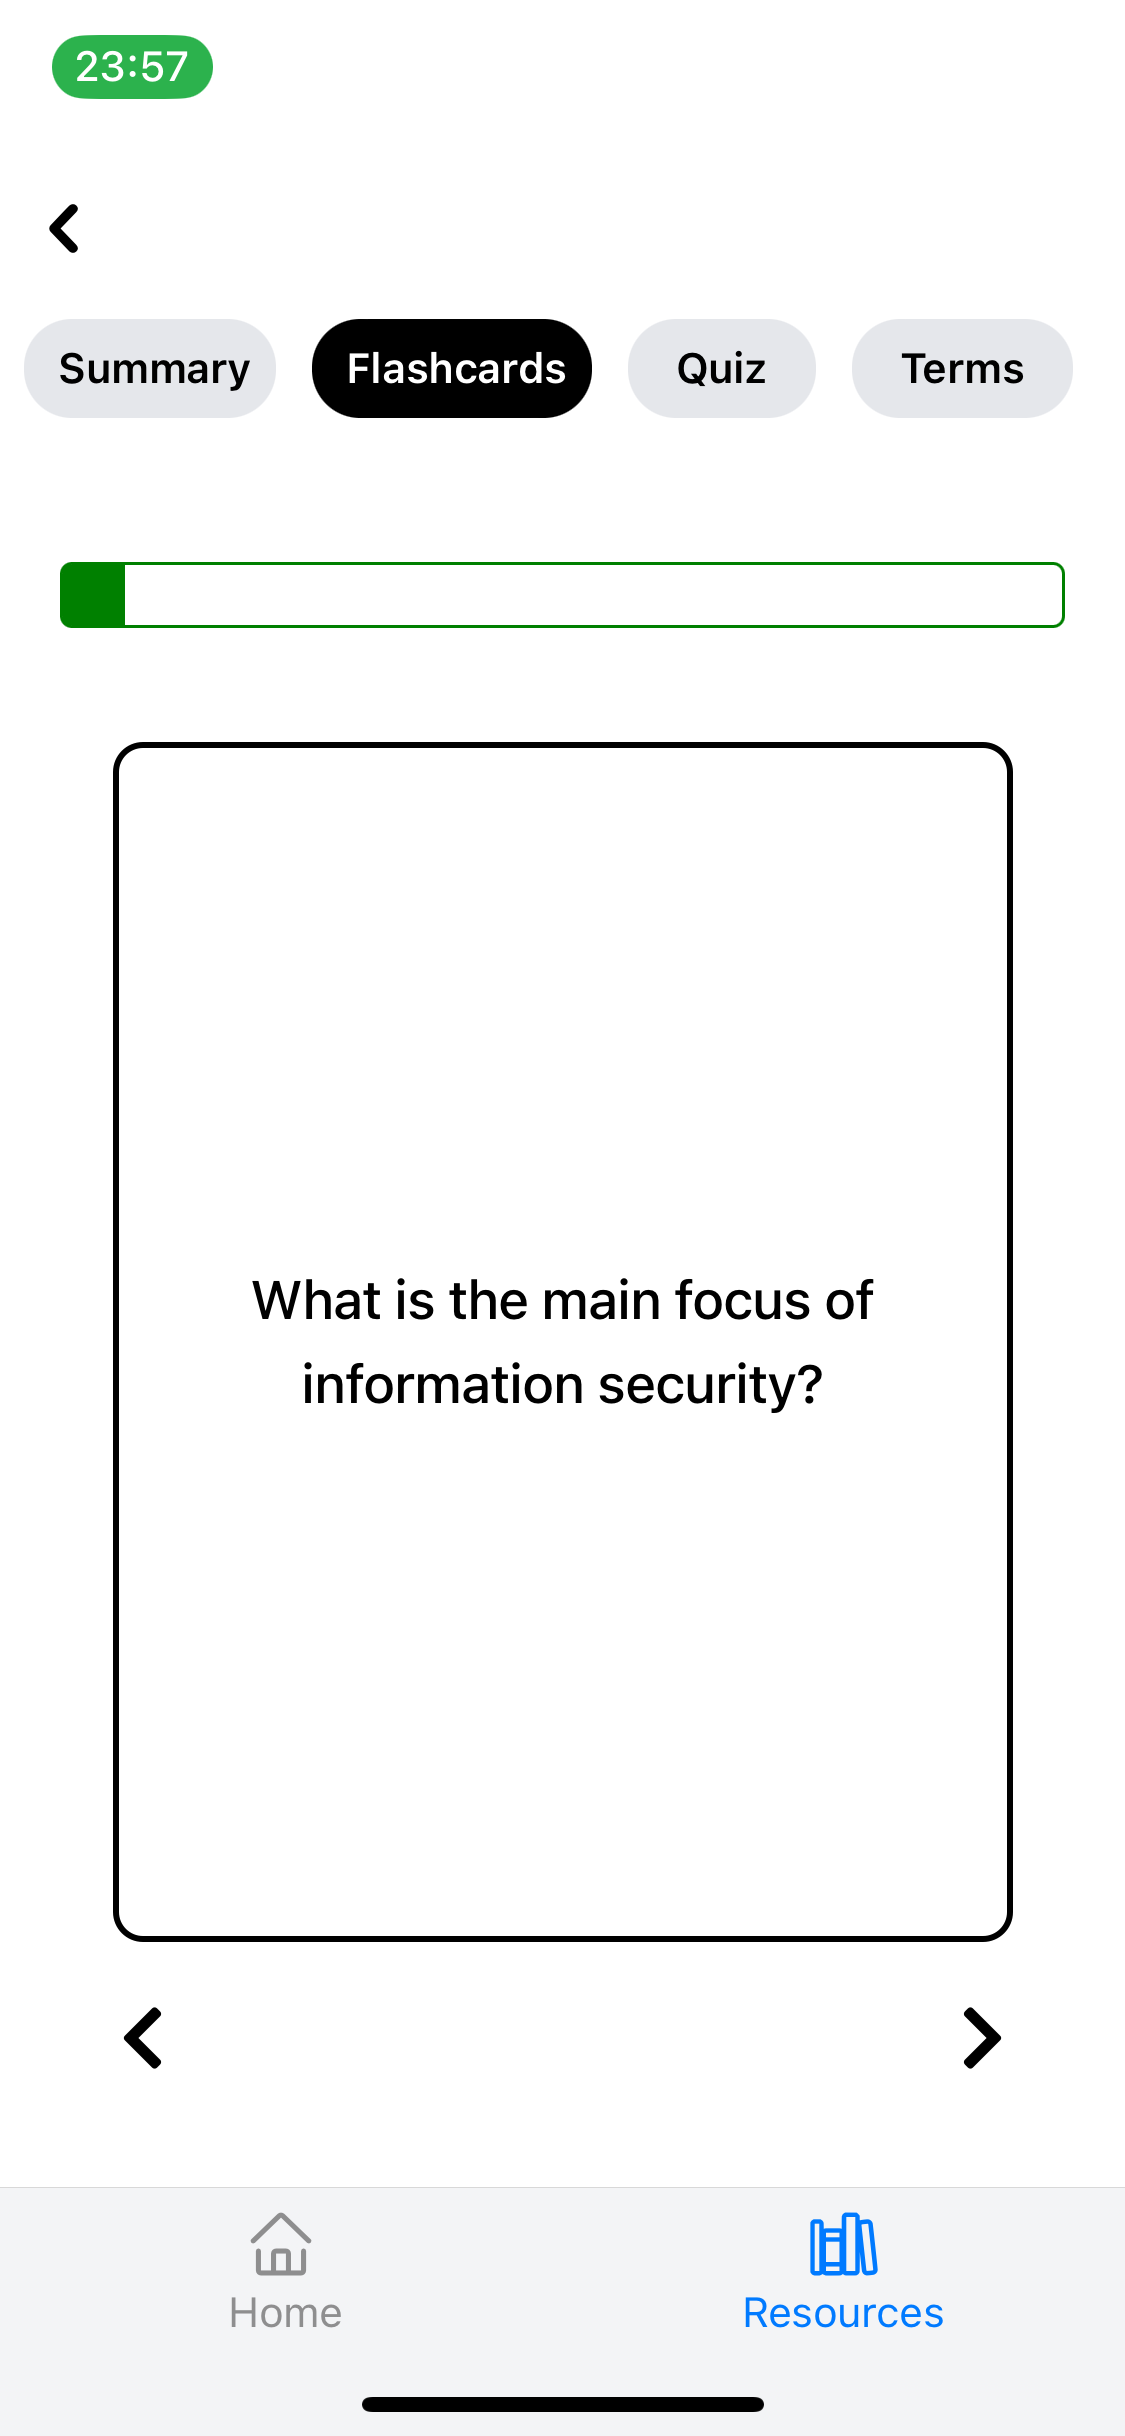 23:57
Summary Flashcards Quiz Terms
What is the main focus of
information security?
Home Resources